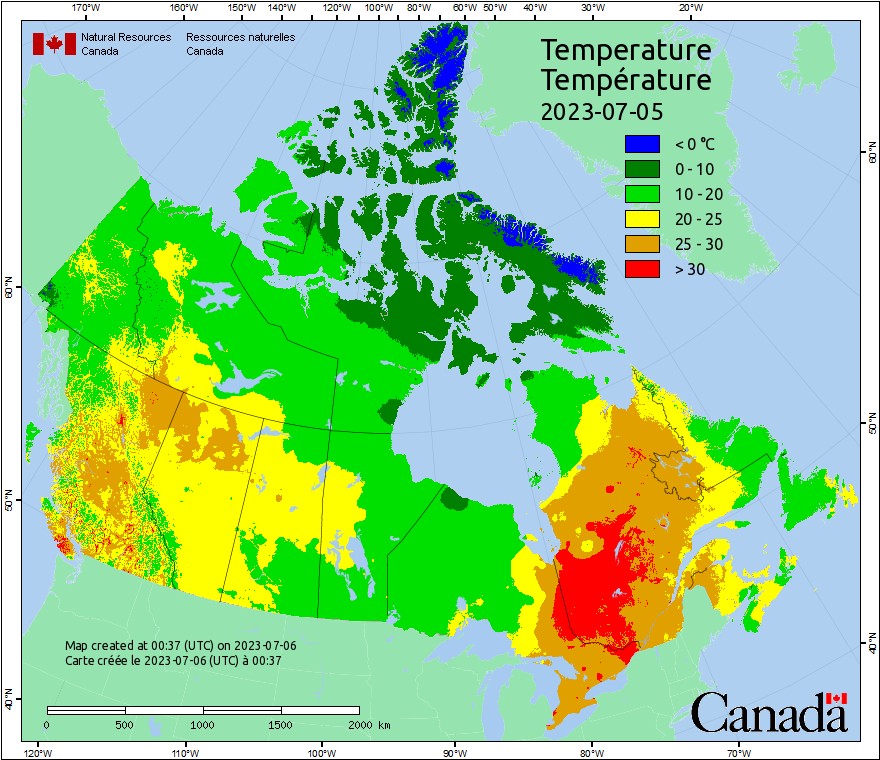 170°W 160°W 150°W 140°W 130°W 120°W 110°W 100°W 90°W 80°W 60°W 50°W 40°W 30°W 20°W
Natural Resources Ressources naturelles
Canada Canada
Temperature
Température
2023-07-05
< 0 °C
0 - 10
10 - 20
20 - 25
25 - 30
> 30
60°N
60°N
50°N
50°N
40°N
40°N
Map created at 00:37 (UTC) on 2023-07-06
Carte créée le 2023-07-06 (UTC) à 00:37
0 500 1000 1500 2000 km
Canada
120°W 110°W 100°W 90°W 80°W 70°W